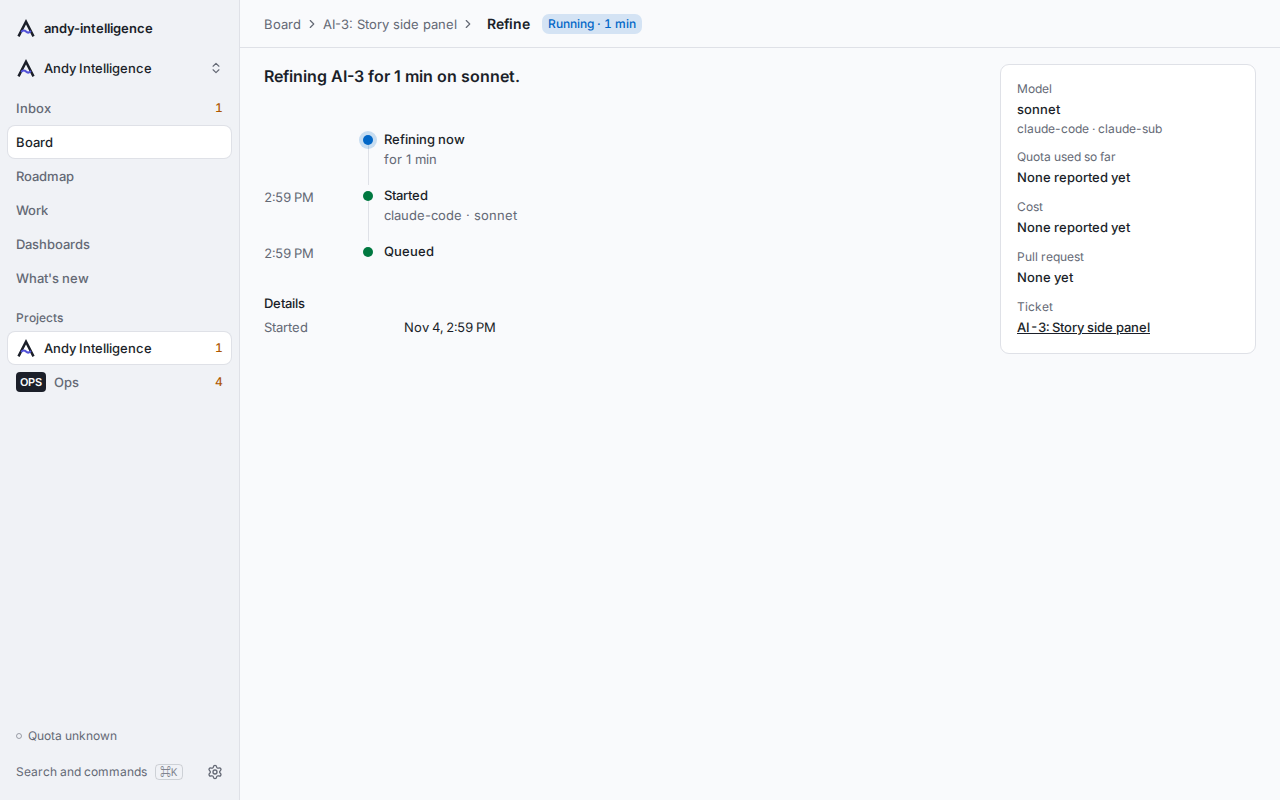 andy-intelligence
Andy Intelligence
Inbox 1
Board
Roadmap
Work
Dashboards
What's new
Projects
Andy Intelligence 1
OPS Ops 4
Quota unknown
Search and commands ⌘K
Board > AI-3: Story side panel > Refine Running · 1 min
Refining AI-3 for 1 min on sonnet.
Refining now
for 1 min
2:59 PM Started
claude-code · sonnet
2:59 PM Queued
Details
Started Nov 4, 2:59 PM
Model
sonnet
claude-code · claude-sub
Quota used so far
None reported yet
Cost
None reported yet
Pull request
None yet
Ticket
AI-3: Story side panel